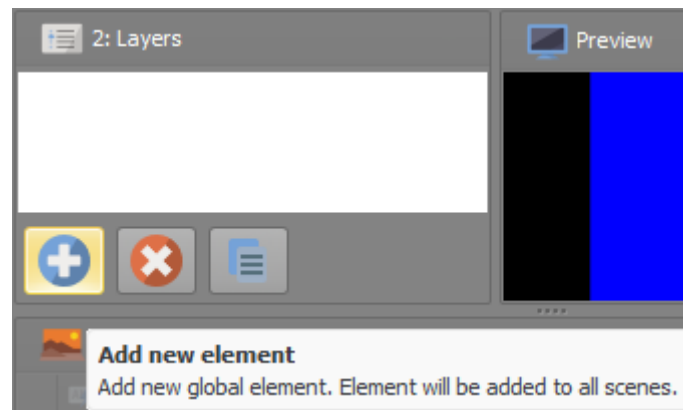 2: Layers
Preview
Add new element
Add new global element. Element will be added to all scenes.